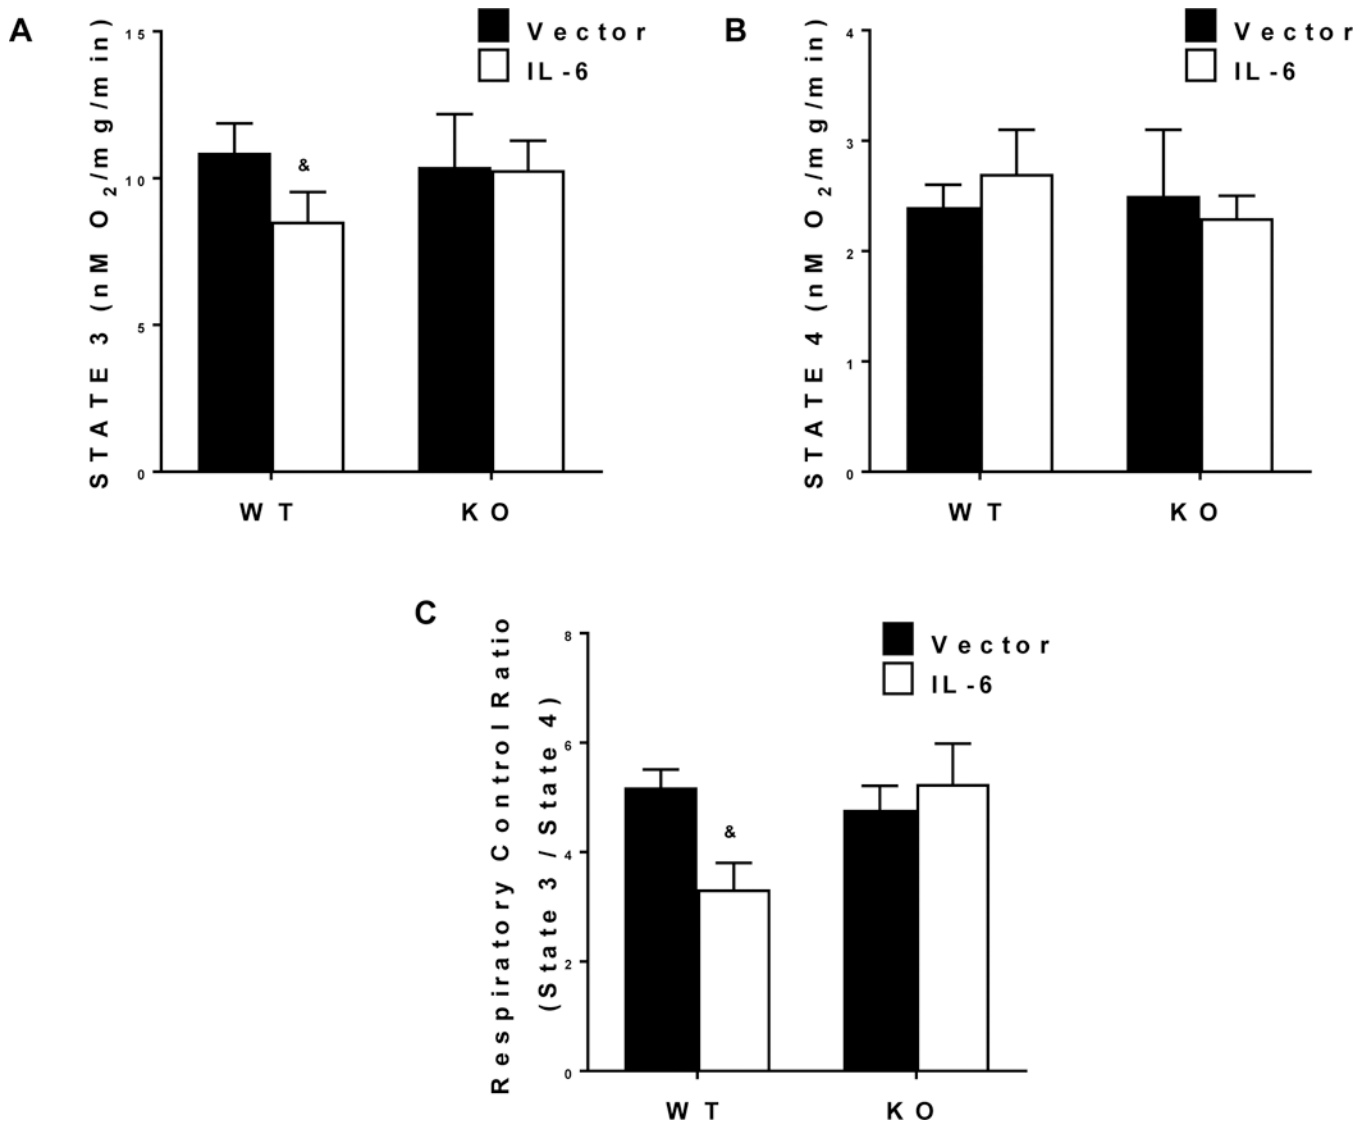 A
STATE 3 (nM O2/mg/min)
15
10
5
0
&
Vector
IL-6
WT
KO
B
STATE 4 (nM O2/mg/min)
4
3
2
1
0
Vector
IL-6
WT
KO
C
Respiratory Control Ratio
(State 3 / State 4)
8
6
4
2
0
&
Vector
IL-6
WT
KO